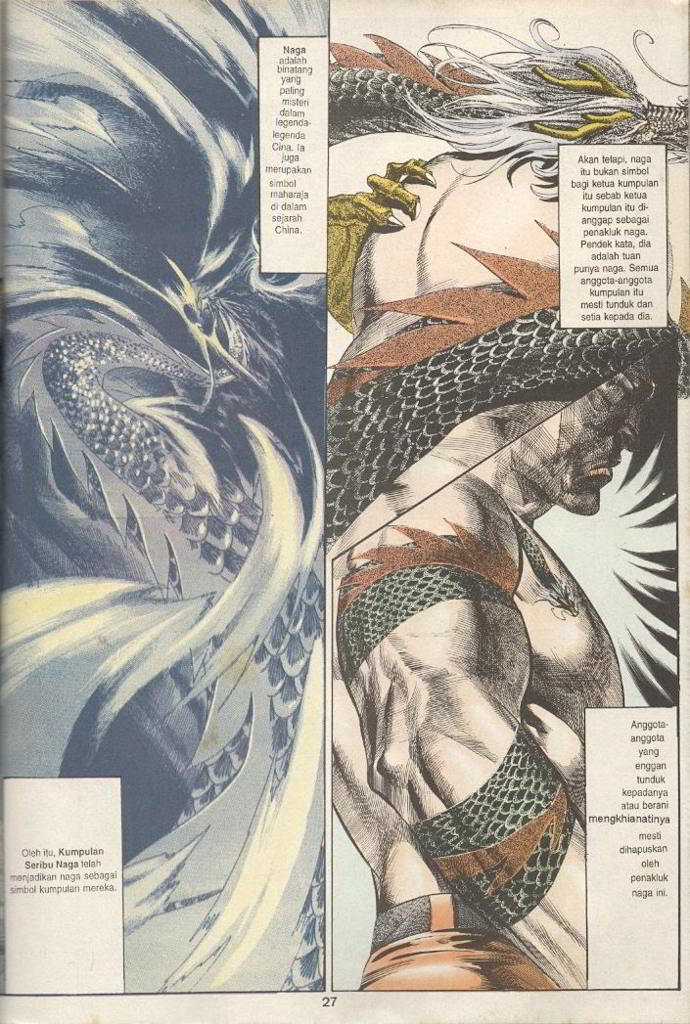 Naga
adalah
binatang
yang
paling
misteri
dalam
legenda-
legenda
Cina. Ia
juga
merupakan
simbol
maharaja
di dalam
sejarah
China.
Oleh itu, Kumpulan
Seribu Naga telah
menjadikan naga sebagai
simbol kumpulan mereka.
Akan tetapi, naga
itu bukan simbol
bagi ketua kumpulan
itu sebab ketua
kumpulan itu di-
anggap sebagai
penakluk naga.
Pendek kata, dia
adalah tuan
punya naga. Semua
anggota-anggota
kumpulan itu
mesti tunduk dan
setia kepada dia.
Anggota-
anggota
yang
enggan
tunduk
kepadanya
atau berani
mengkhianatinya
mesti
dihapuskan
oleh
penakluk
naga ini.
27